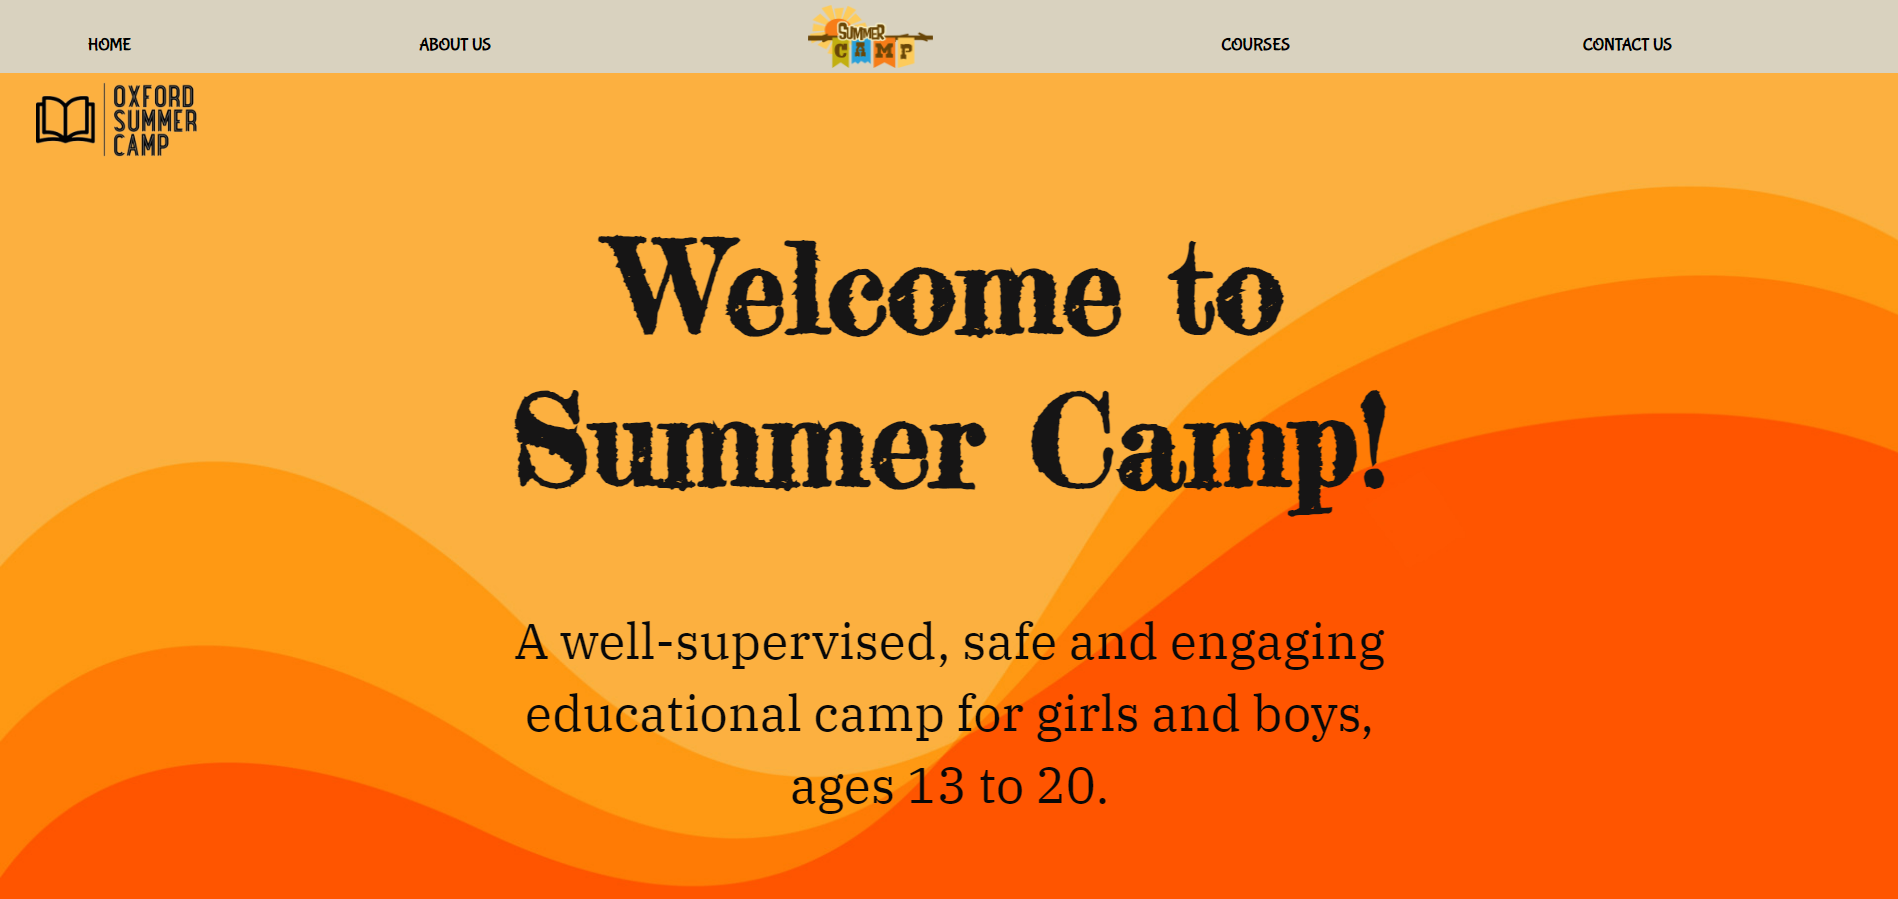 HOME
ABOUT US
SUMMER
CAMP
COURSES
CONTACT US
OXFORD
SUMMER
CAMP
Welcome to
Summer Camp!
A well-supervised, safe and engaging
educational camp for girls and boys,
ages 13 to 20.